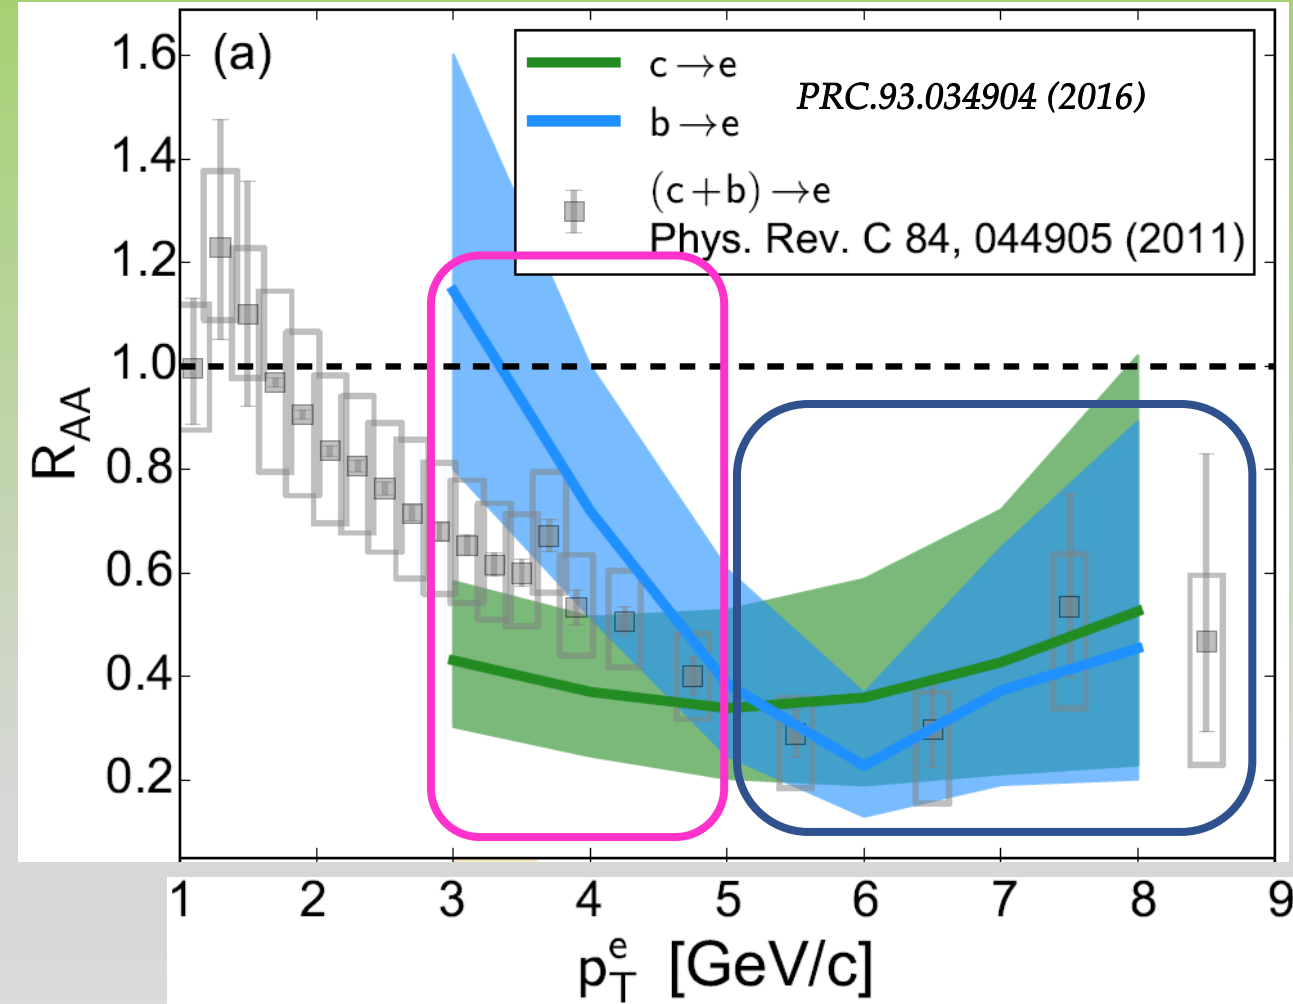 (a)
c→e
PRC.93.034904 (2016)
b→e
(c+b)→e
Phys. Rev. C 84, 044905 (2011)
1.6
1.4
1.2
1.0
0.8
0.6
0.4
0.2
R_AA
1 2 3 4 5 6 7 8 9
p_T^e [GeV/c]